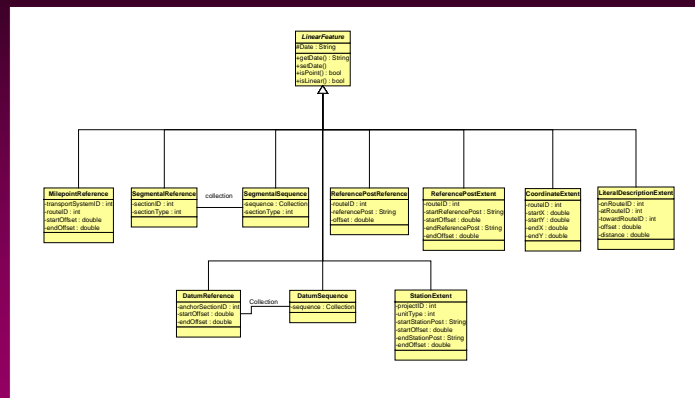 LinearFeature
#Date : String
+getDate() : String
+setDate()
+isPoint() : bool
+isLinear() : bool
MilepointReference
-transportSystemID : int
-routeID : int
-startOffset : double
-endOffset : double
SegmentalReference
-sectionID : int
-sectionType : int
collection
SegmentalSequence
-sequence : Collection
-sectionType : int
ReferencePostReference
-routeID : int
-referencePost : String
-offset : double
ReferencePostExtent
-routeID : int
-startReferencePost : String
-startOffset : double
-endReferencePost : String
-endOffset : double
CoordinateExtent
-routeID : int
-startX : double
-startY : double
-endX : double
-endY : double
LiteralDescriptionExtent
-onRouteID : int
-atRouteID : int
-towardRouteID : int
-offset : double
-distance : double
DatumReference
-anchorSectionID : int
-startOffset : double
-endOffset : double
Collection
DatumSequence
-sequence : Collection
StationExtent
-projectID : int
-unitType : int
-startStationPost : String
-startOffset : double
-endStationPost : String
-endOffset : double